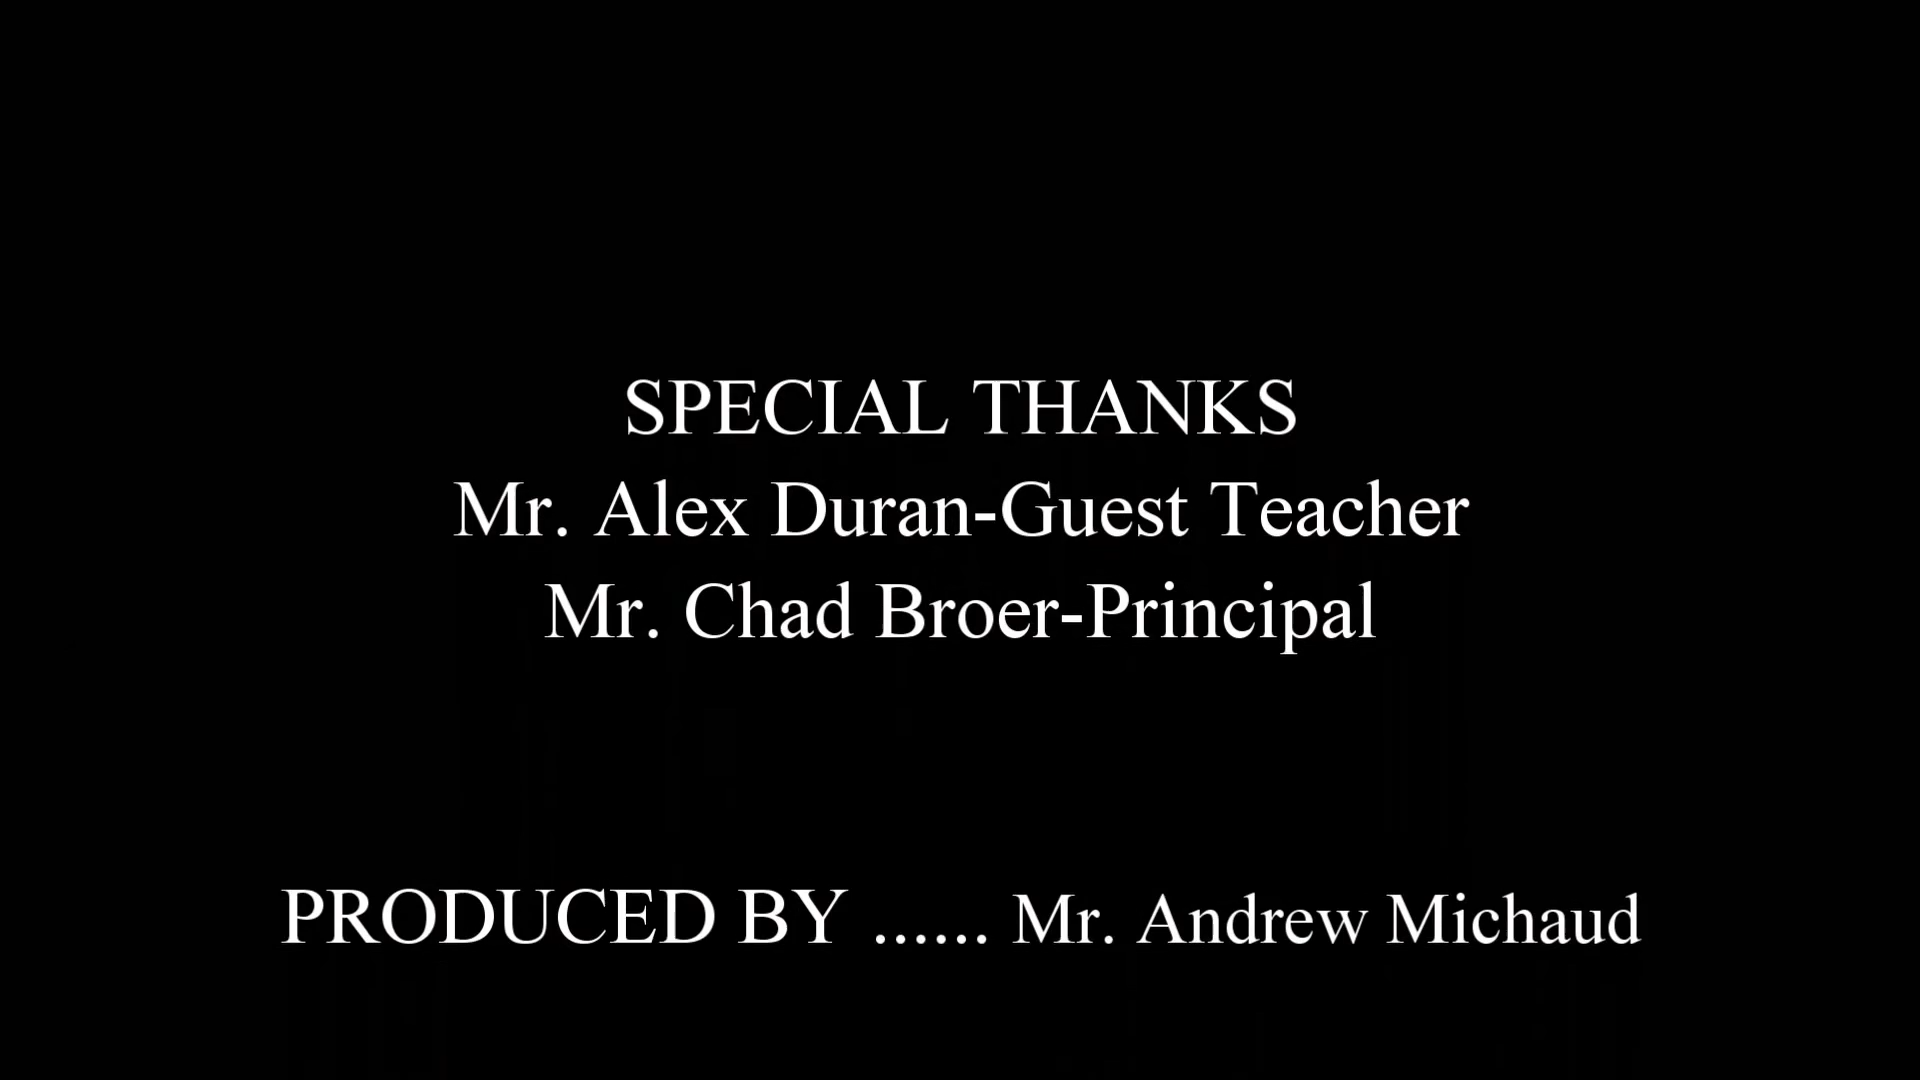 SPECIAL THANKS
Mr. Alex Duran-Guest Teacher
Mr. Chad Broer-Principal
PRODUCED BY ...... Mr. Andrew Michaud